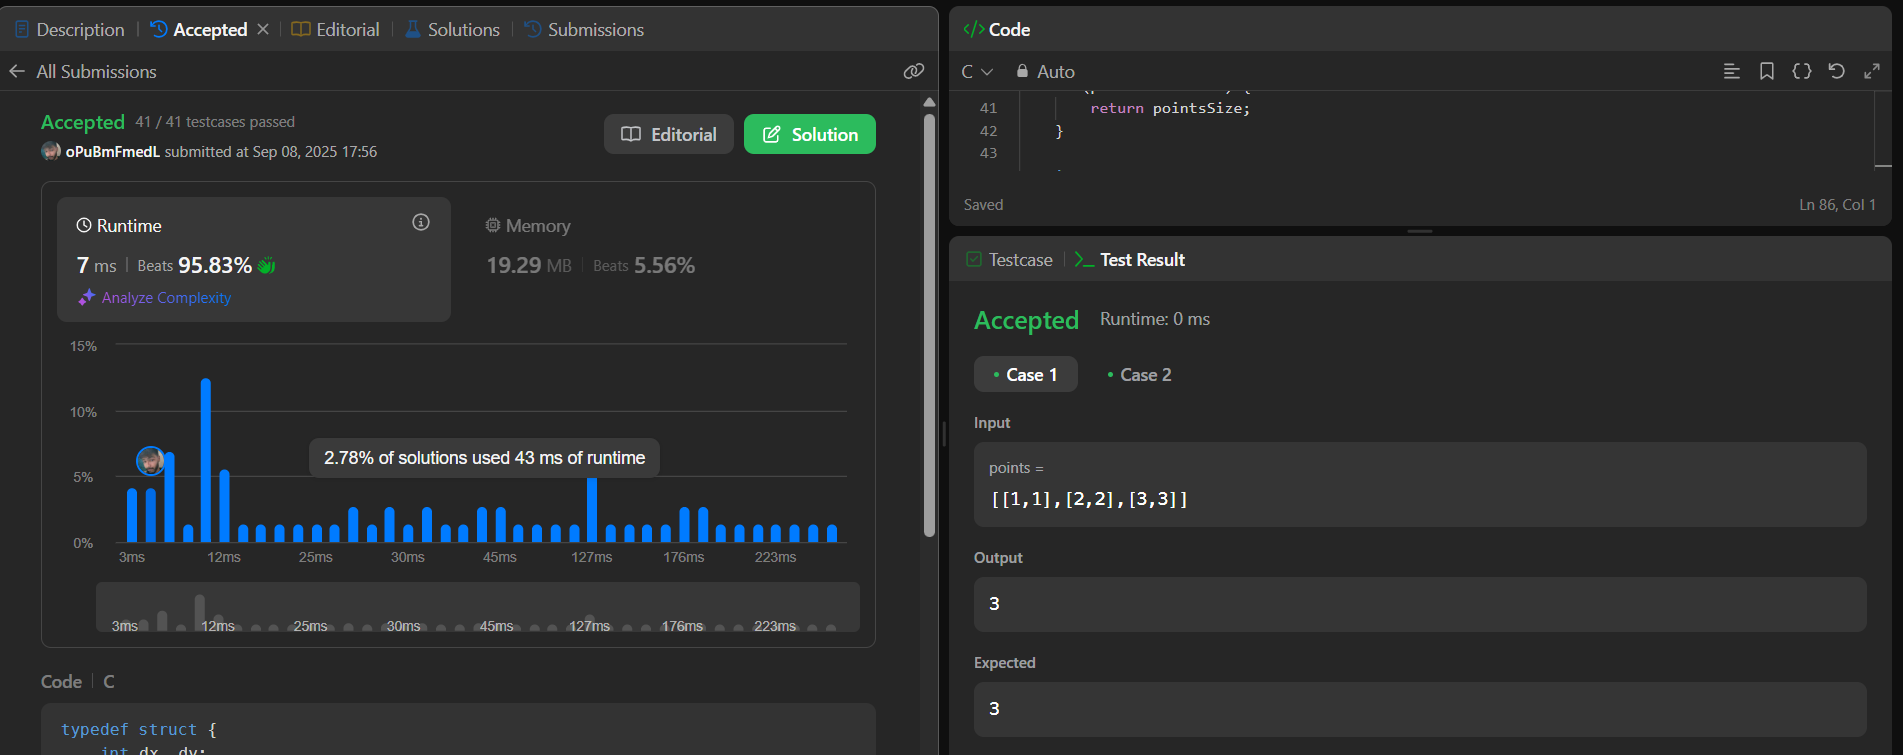 Description
Accepted
Editorial
Solutions
Submissions
All Submissions
Accepted 41 / 41 testcases passed
oPuBmFmedL submitted at Sep 08, 2025 17:56
Editorial
Solution
Runtime
7 ms Beats 95.83%
Analyze Complexity
Memory
19.29 MB Beats 5.56%
15%
10%
5%
0%
2.78% of solutions used 43 ms of runtime
3ms 12ms 25ms 30ms 45ms 127ms 176ms 223ms
3ms 12ms 25ms 30ms 45ms 127ms 176ms 223ms
Code C
typedef struct {
int dx, dy;
</> Code
C Auto
41 return pointsSize;
42 }
43
Saved
Ln 86, Col 1
Testcase
Test Result
Accepted Runtime: 0 ms
Case 1
Case 2
Input
points =
[[1,1],[2,2],[3,3]]
Output
3
Expected
3